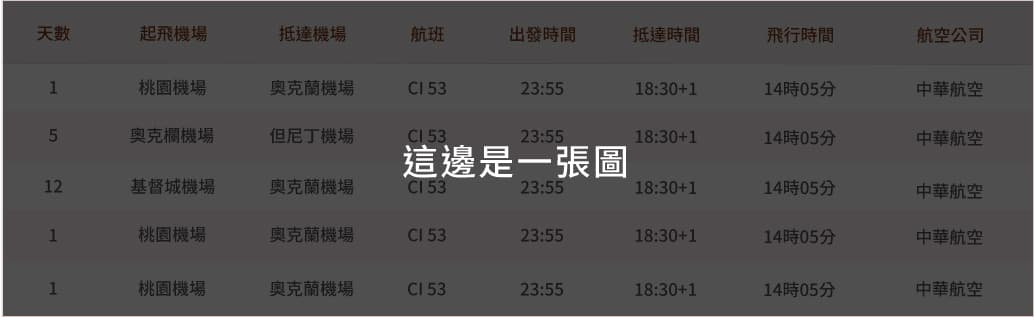 天數 起飛機場 抵達機場 航班 出發時間 抵達時間 飛行時間 航空公司
1 桃園機場 奧克蘭機場 CI 53 23:55 18:30+1 14時05分 中華航空
5 奧克欄機場 但尼丁機場 CI 53 23:55 18:30+1 14時05分 中華航空
這邊是一張圖
12 基督城機場 奧克蘭機場 CI 53 23:55 18:30+1 14時05分 中華航空
1 桃園機場 奧克蘭機場 CI 53 23:55 18:30+1 14時05分 中華航空
1 桃園機場 奧克蘭機場 CI 53 23:55 18:30+1 14時05分 中華航空